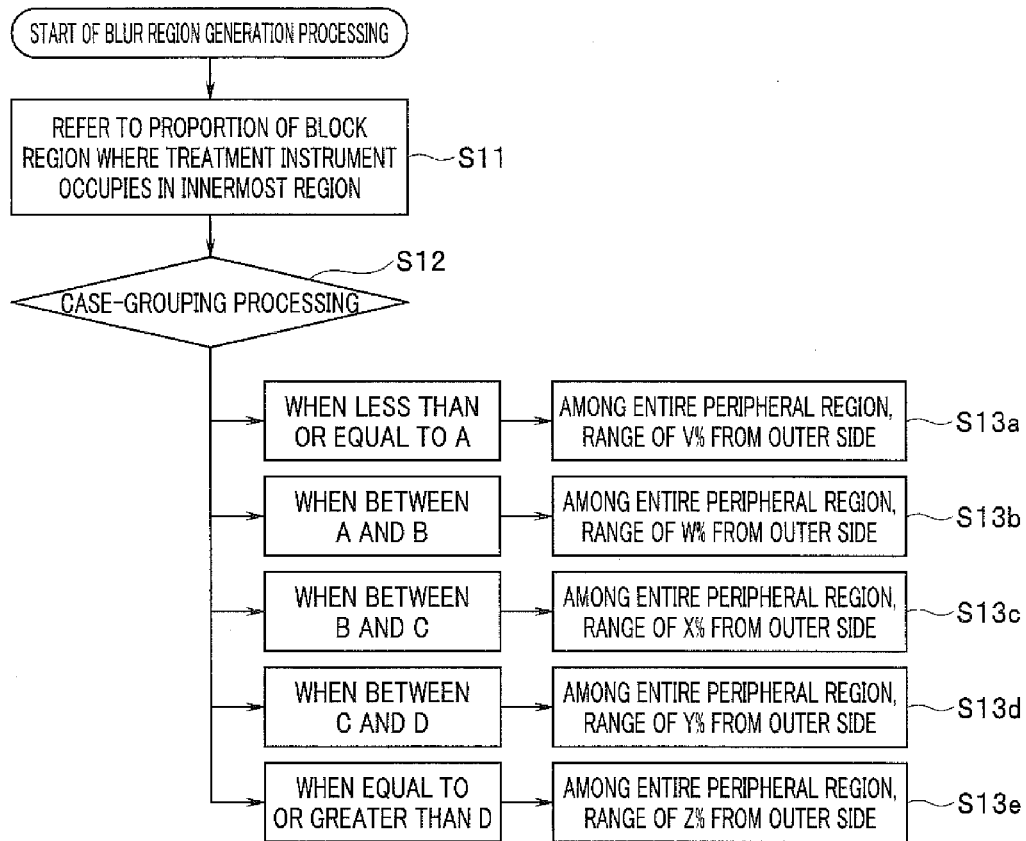 START OF BLUR REGION GENERATION PROCESSING
REFER TO PROPORTION OF BLOCK
REGION WHERE TREATMENT INSTRUMENT
OCCUPIES IN INNERMOST REGION
S11
S12
CASE-GROUPING PROCESSING
WHEN LESS THAN
OR EQUAL TO A
AMONG ENTIRE PERIPHERAL REGION,
RANGE OF V% FROM OUTER SIDE
S13a
WHEN BETWEEN
A AND B
AMONG ENTIRE PERIPHERAL REGION,
RANGE OF W% FROM OUTER SIDE
S13b
WHEN BETWEEN
B AND C
AMONG ENTIRE PERIPHERAL REGION,
RANGE OF X% FROM OUTER SIDE
S13c
WHEN BETWEEN
C AND D
AMONG ENTIRE PERIPHERAL REGION,
RANGE OF Y% FROM OUTER SIDE
S13d
WHEN EQUAL TO
OR GREATER THAN D
AMONG ENTIRE PERIPHERAL REGION,
RANGE OF Z% FROM OUTER SIDE
S13e